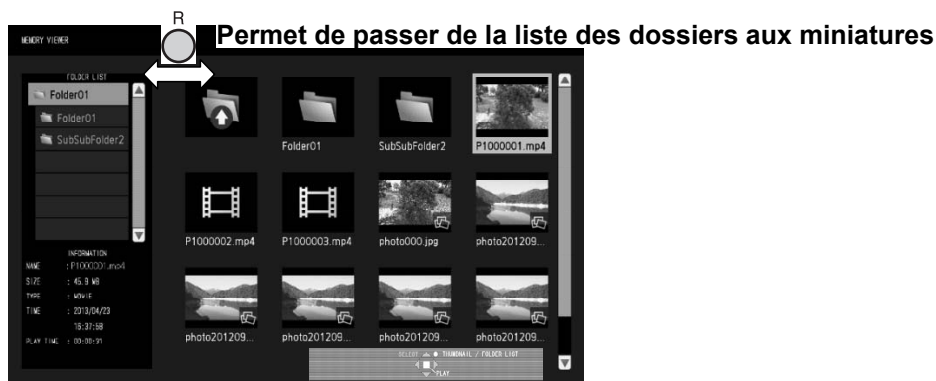 R
Permet de passer de la liste des dossiers aux miniatures
MEMORY VIEWER
FOLDER LIST
Folder01
Folder01
SubSubFolder2
Folder01
SubSubFolder2
P1000001.mp4
P1000002.mp4
P1000003.mp4
photo000.jpg
photo201209...
photo201209...
photo201209...
photo201209...
photo201209...
INFORMATION
NAME : P1000001.mp4
SIZE : 45.9 MB
TYPE : MOVIE
TIME : 2013/04/23
16:37:58
PLAY TIME : 00:00:31
SELECT THUMBNAIL / FOLDER LIST
PLAY